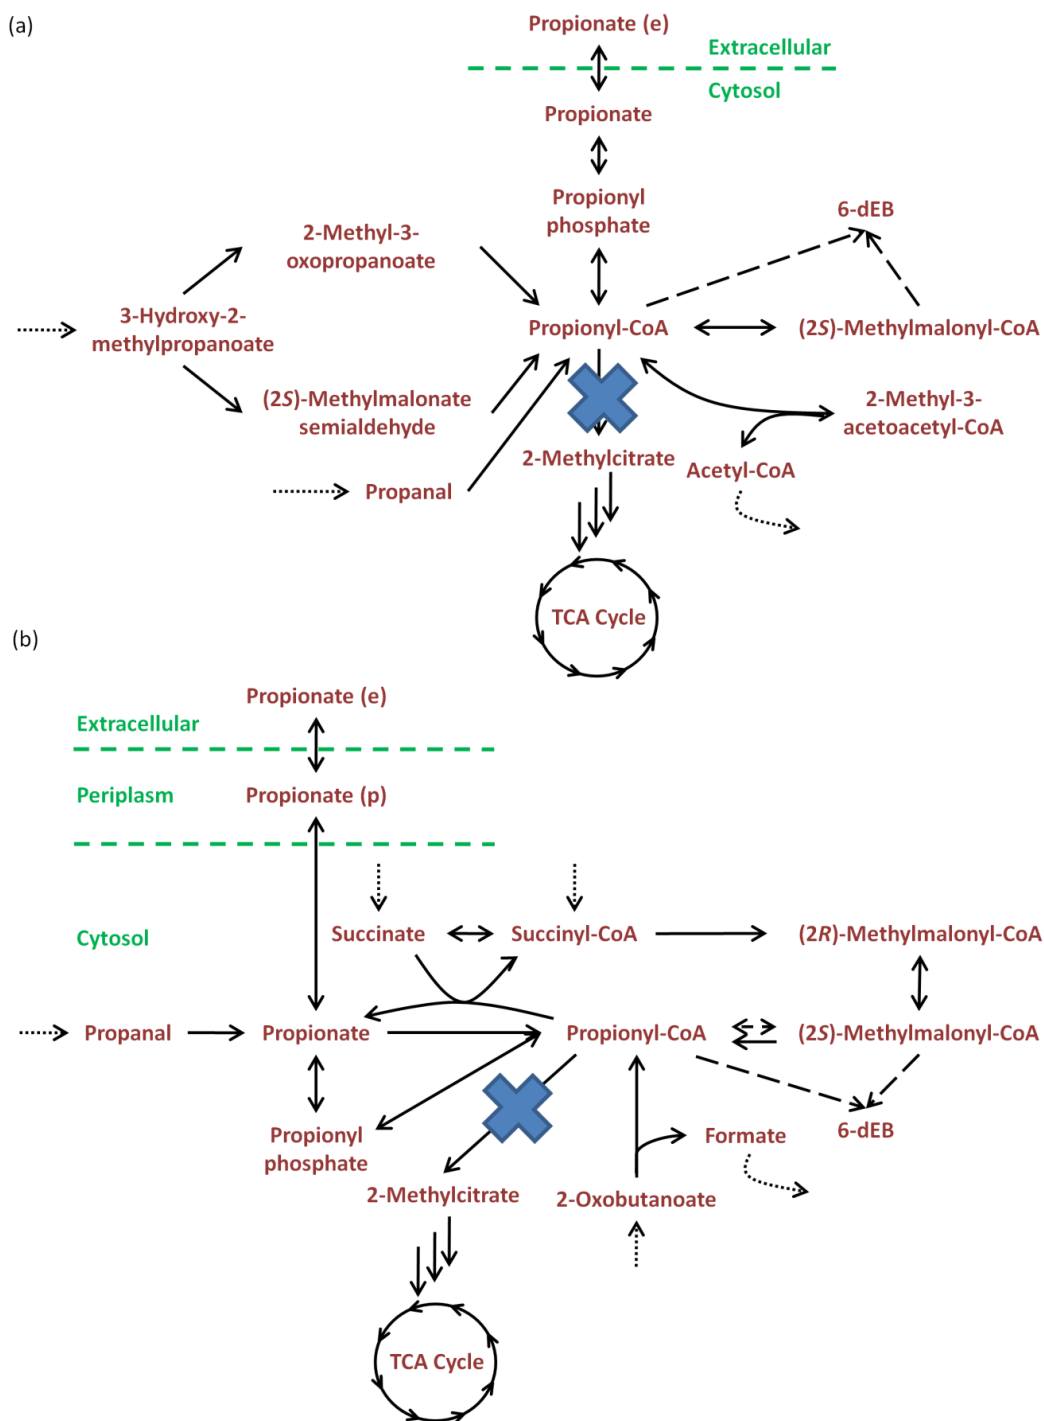 (a)
Propionate (e)
Extracellular
Cytosol
Propionate
Propionyl
phosphate
6-dEB
2-Methyl-3-
oxopropanoate
3-Hydroxy-2-
methylpropanoate
Propionyl-CoA
(2S)-Methylmalonyl-CoA
(2S)-Methylmalonate
semialdehyde
2-Methyl-3-
acetoacetyl-CoA
2-Methylcitrate
Acetyl-CoA
Propanal
TCA Cycle
(b)
Propionate (e)
Extracellular
Periplasm
Propionate (p)
Cytosol
Succinate
Succinyl-CoA
(2R)-Methylmalonyl-CoA
Propanal
Propionate
Propionyl-CoA
(2S)-Methylmalonyl-CoA
Propionyl
phosphate
Formate
6-dEB
2-Methylcitrate
2-Oxobutanoate
TCA Cycle